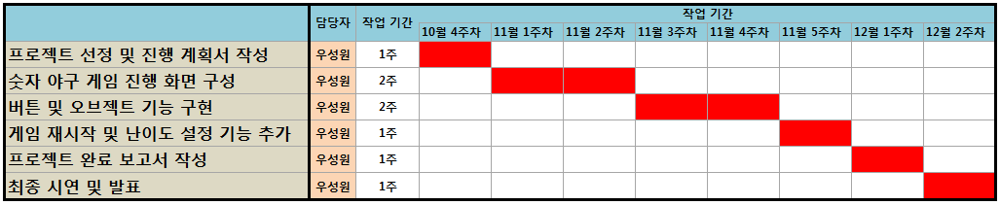 담당자 작업 기간 작업 기간
10월 4주차 11월 1주차 11월 2주차 11월 3주차 11월 4주차 11월 5주차 12월 1주차 12월 2주차
프로젝트 선정 및 진행 계획서 작성 우성원 1주
숫자 야구 게임 진행 화면 구성 우성원 2주
버튼 및 오브젝트 기능 구현 우성원 2주
게임 재시작 및 난이도 설정 기능 추가 우성원 1주
프로젝트 완료 보고서 작성 우성원 1주
최종 시연 및 발표 우성원 1주